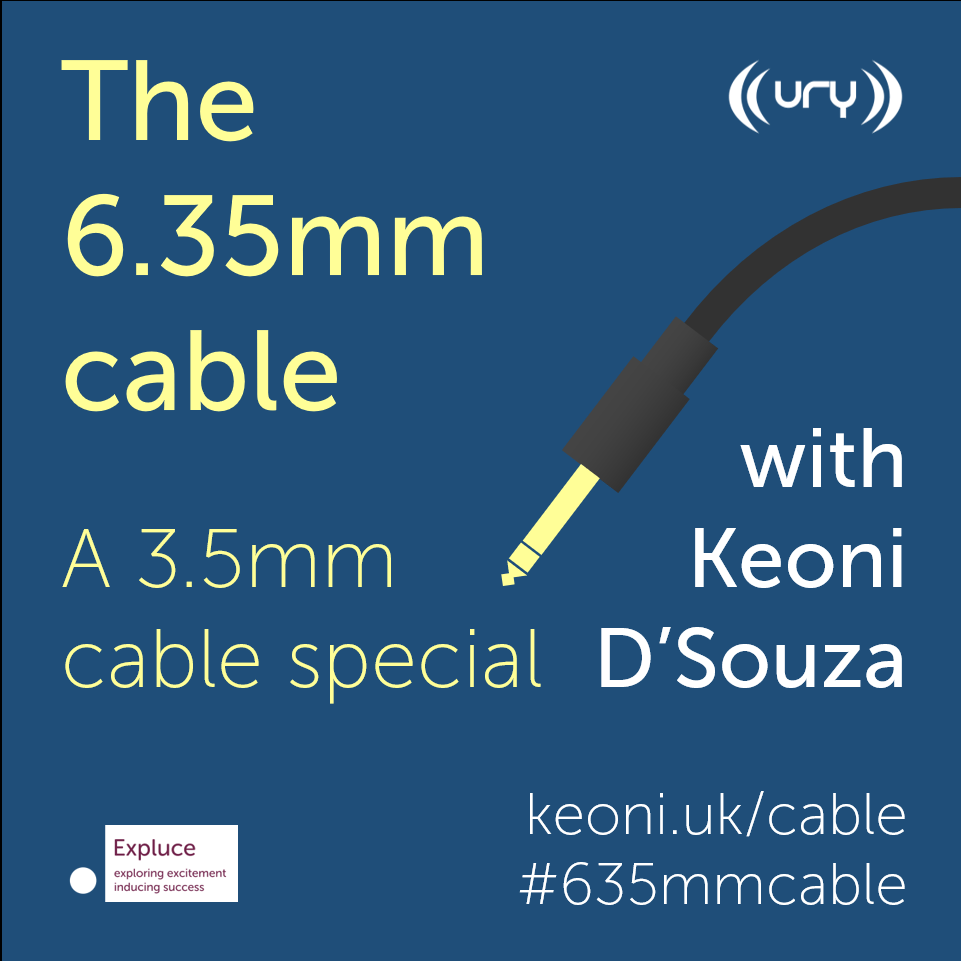 The
6.35mm
cable
ury
A 3.5mm
cable special
with
Keoni
D’Souza
Expluce
exploring excitement
inducing success
keoni.uk/cable
#635mmcable